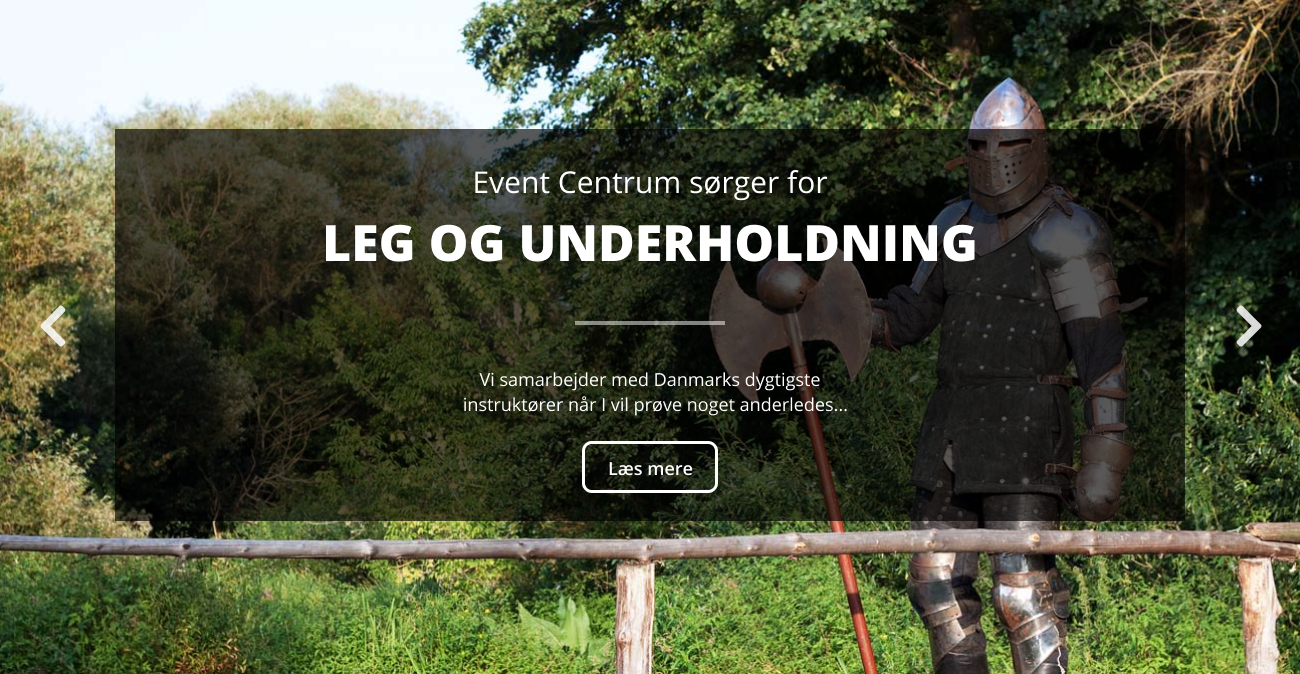 Event Centrum sørger for
LEG OG UNDERHOLDNING
Vi samarbejder med Danmarks dygtigste
instruktører når I vil prøve noget anderledes...
Læs mere